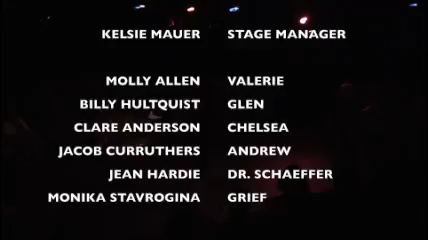 KELSIE MAUER STAGE MANAGER
MOLLY ALLEN VALERIE
BILLY HULTQUIST GLEN
CLARE ANDERSON CHELSEA
JACOB CURRUTHERS ANDREW
JEAN HARDIE DR. SCHAEFFER
MONIKA STAVROGINA GRIEF